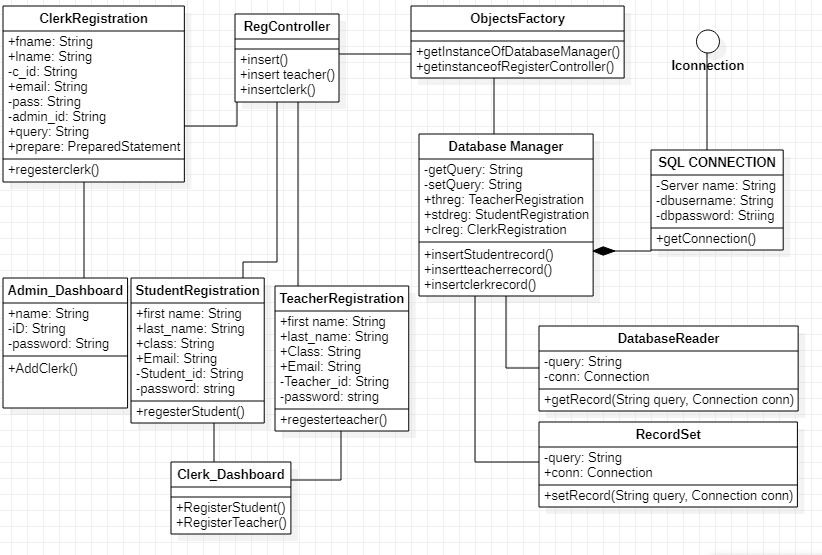 ClerkRegistration
+fname: String
+lname: String
-c_id: String
+email: String
-pass: String
-admin_id: String
+query: String
+prepare: PreparedStatement
+regesterclerk()
RegController
+insert()
+insert teacher()
+insertclerk()
ObjectsFactory
+getInstanceOfDatabaseManager()
+getinstanceofRegisterController()
Iconnection
Database Manager
-getQuery: String
-setQuery: String
+threg: TeacherRegistration
+stdreg: StudentRegistration
+clreg: ClerkRegistration
+insertStudentrecord()
+insertteacherrecord()
+insertclerkrecord()
SQL CONNECTION
-Server name: String
-dbusername: String
-dbpassword: Striing
+getConnection()
Admin_Dashboard
+name: String
-iD: String
-password: String
+AddClerk()
StudentRegistration
+first name: String
+last_name: String
+class: String
+Email: String
-Student_id: String
-password: string
+regesterStudent()
TeacherRegistration
+first name: String
+last_name: String
+Class: String
+Email: String
-Teacher_id: String
-password: string
+regesterteacher()
DatabaseReader
-query: String
-conn: Connection
+getRecord(String query, Connection conn)
RecordSet
-query: String
+conn: Connection
+setRecord(String query, Connection conn)
Clerk_Dashboard
+RegisterStudent()
+RegisterTeacher()